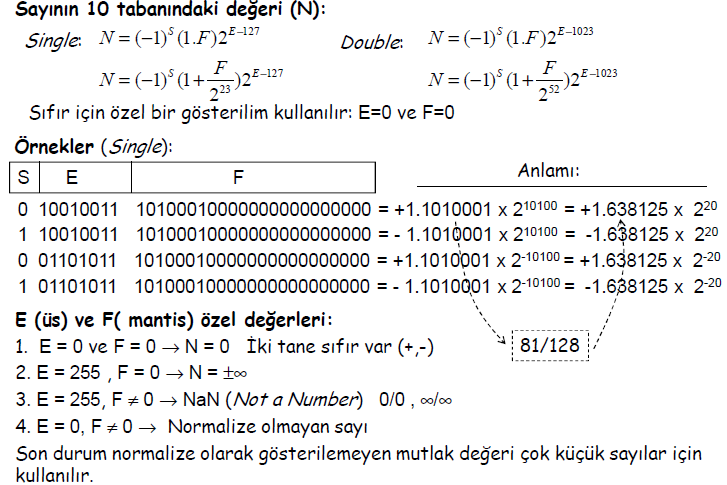 Sayının 10 tabanındaki değeri (N):
Single: N = (-1)^S (1.F)2^(E-127) Double: N = (-1)^S (1.F)2^(E-1023)
N = (-1)^S (1+F/2^23)2^(E-127) N = (-1)^S (1+F/2^52)2^(E-1023)
Sıfır için özel bir gösterilim kullanılır: E=0 ve F=0
Örnekler (Single):
S E F Anlamı:
0 10010011 10100010000000000000000 = +1.1010001 x 2^10100 = +1.638125 x 2^20
1 10010011 10100010000000000000000 = - 1.1010001 x 2^10100 = -1.638125 x 2^20
0 01101011 10100010000000000000000 = +1.1010001 x 2^-10100 = +1.638125 x 2^-20
1 01101011 10100010000000000000000 = - 1.1010001 x 2^-10100 = -1.638125 x 2^-20
E (üs) ve F( mantis) özel değerleri:
1. E = 0 ve F = 0 → N = 0 İki tane sıfır var (+,-)
81/128
2. E = 255 , F = 0 → N = ±∞
3. E = 255, F ≠ 0 → NaN (Not a Number) 0/0 , ∞/∞
4. E = 0, F ≠ 0 → Normalize olmayan sayı
Son durum normalize olarak gösterilemeyen mutlak değeri çok küçük sayılar için
kullanılır.